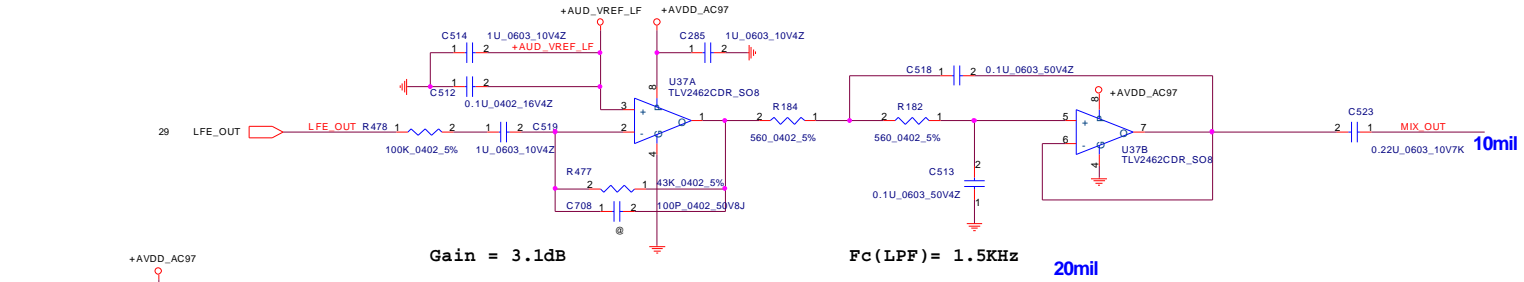 +AUD_VREF_LF
+AVDD_AC97
C514
1U_0603_10V4Z
1
2
+AUD_VREF_LF
C285
1U_0603_10V4Z
1
2
C512
1
2
0.1U_0402_16V4Z
U37A
TLV2462CDR_SO8
8
3
+
P
1
2
-
O
G
4
29
LFE_OUT
LFE_OUT
R478
1
2
100K_0402_5%
1
2
C519
1U_0603_10V4Z
R477
2
1
43K_0402_5%
C708
1
2
100P_0402_50V8J
@
R184
2
1
560_0402_5%
R182
2
1
560_0402_5%
C518
1
2
0.1U_0603_50V4Z
C513
2
1
0.1U_0603_50V4Z
+AVDD_AC97
8
5
+
P
7
6
-
O
G
4
U37B
TLV2462CDR_SO8
C523
2
1
MIX_OUT
0.22U_0603_10V7K
10mil
Gain = 3.1dB
Fc(LPF)= 1.5KHz
20mil
+AVDD_AC97